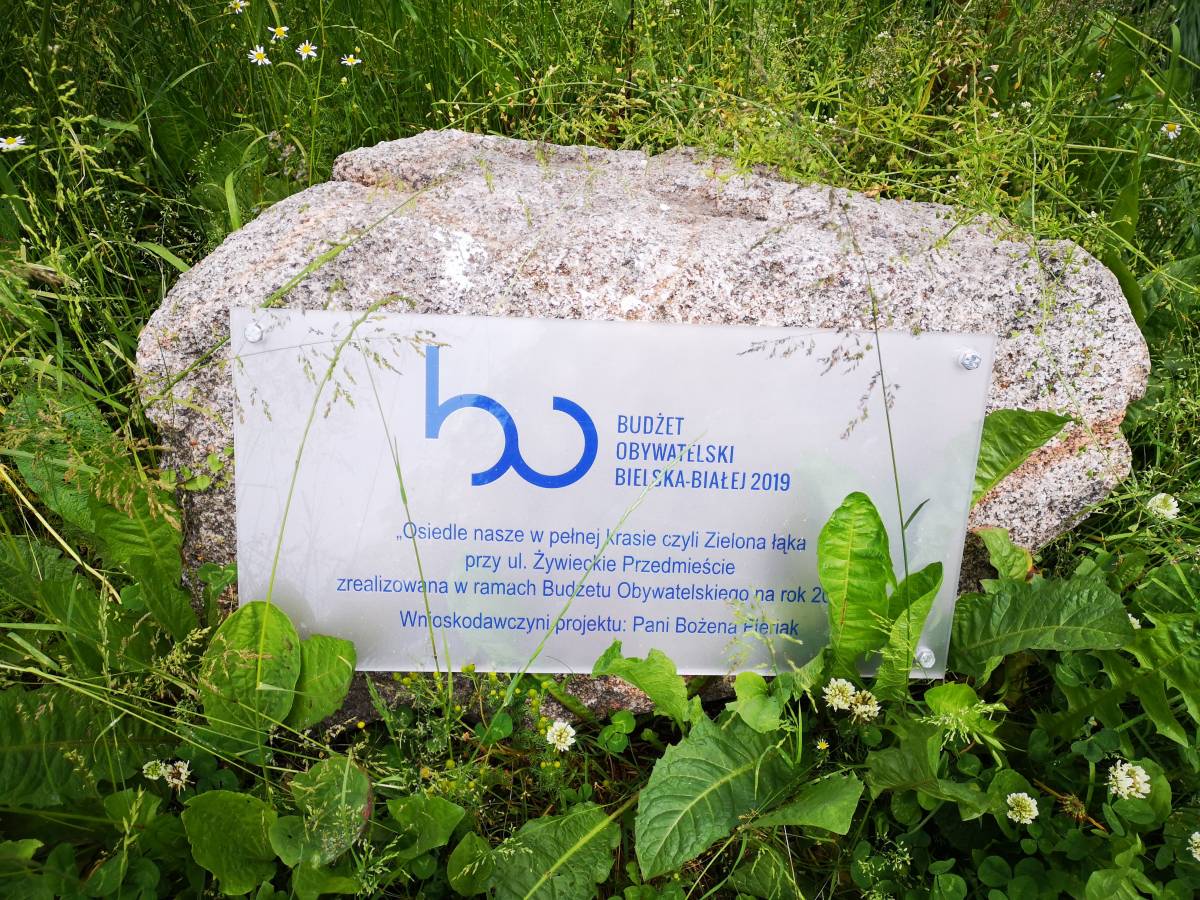 bo
BUDŻET
OBYWATELSKI
BIELSKA-BIAŁEJ 2019
„Osiedle nasze w pełnej krasie czyli Zielona łąka
przy ul. Żywieckie Przedmieście
zrealizowana w ramach Budżetu Obywatelskiego na rok
Wnioskodawczyni projektu: Pani Bożena